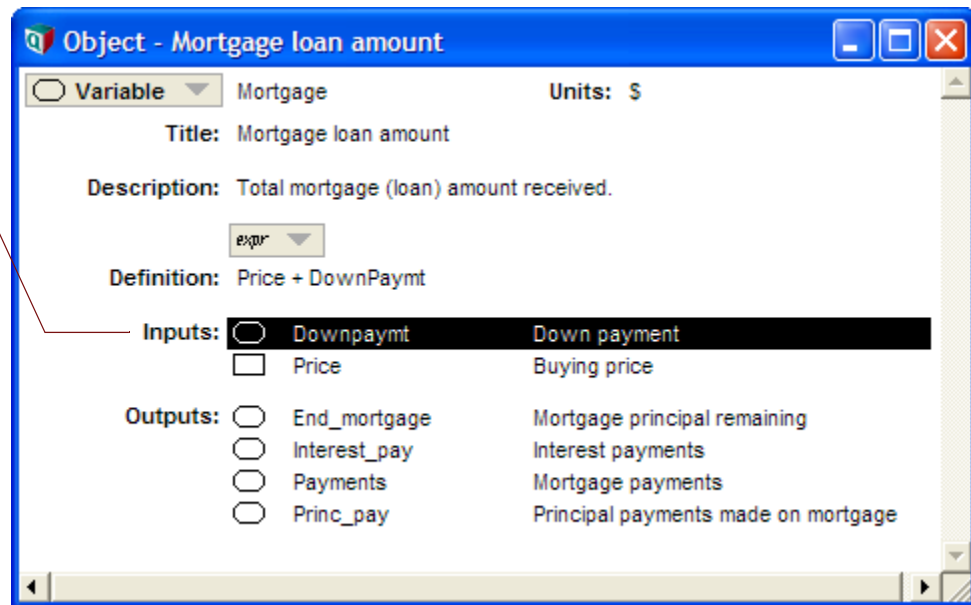 Object - Mortgage loan amount
Variable Mortgage Units: $
Title: Mortgage loan amount
Description: Total mortgage (loan) amount received.
expr
Definition: Price + DownPaymt
Inputs: Downpaymt Down payment
Price Buying price
Outputs: End_mortgage Mortgage principal remaining
Interest_pay Interest payments
Payments Mortgage payments
Princ_pay Principal payments made on mortgage